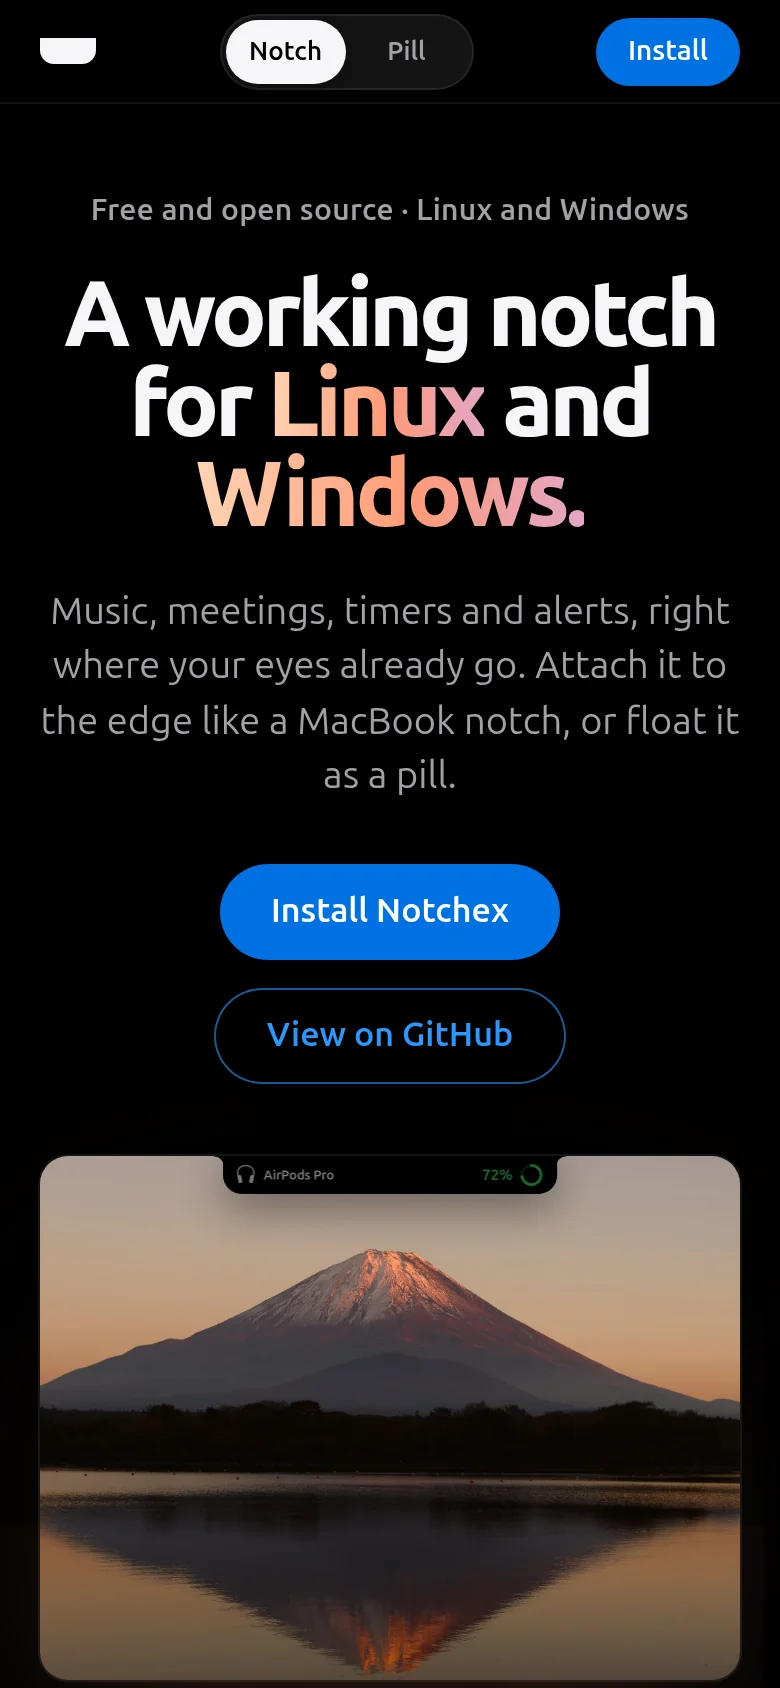 Notch
Pill
Install
Free and open source · Linux and Windows
A working notch
for Linux and
Windows.
Music, meetings, timers and alerts, right
where your eyes already go. Attach it to
the edge like a MacBook notch, or float it
as a pill.
Install Notchex
View on GitHub
AirPods Pro
72%